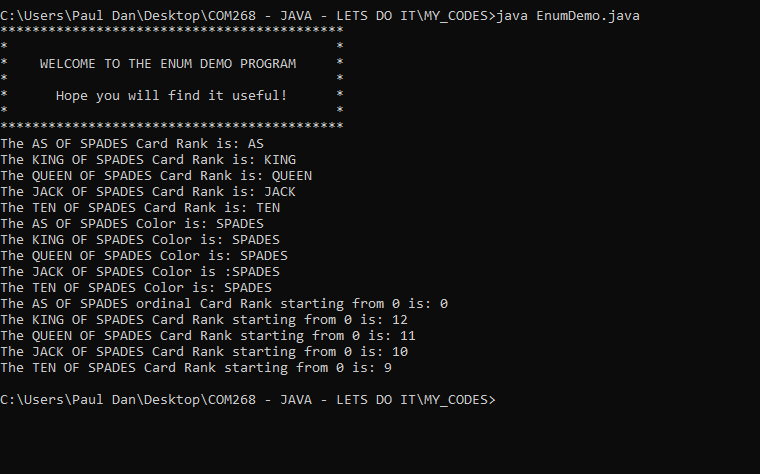 C:\Users\Paul Dan\Desktop\COM268 - JAVA - LETS DO IT\MY_CODES>java EnumDemo.java
*******************************************
*                                         *
*    WELCOME TO THE ENUM DEMO PROGRAM     *
*                                         *
*      Hope you will find it useful!      *
*                                         *
*******************************************
The AS OF SPADES Card Rank is: AS
The KING OF SPADES Card Rank is: KING
The QUEEN OF SPADES Card Rank is: QUEEN
The JACK OF SPADES Card Rank is: JACK
The TEN OF SPADES Card Rank is: TEN
The AS OF SPADES Color is: SPADES
The KING OF SPADES Color is: SPADES
The QUEEN OF SPADES Color is: SPADES
The JACK OF SPADES Color is :SPADES
The TEN OF SPADES Color is: SPADES
The AS OF SPADES ordinal Card Rank starting from 0 is: 0
The KING OF SPADES Card Rank starting from 0 is: 12
The QUEEN OF SPADES Card Rank starting from 0 is: 11
The JACK OF SPADES Card Rank starting from 0 is: 10
The TEN OF SPADES Card Rank starting from 0 is: 9
C:\Users\Paul Dan\Desktop\COM268 - JAVA - LETS DO IT\MY_CODES>